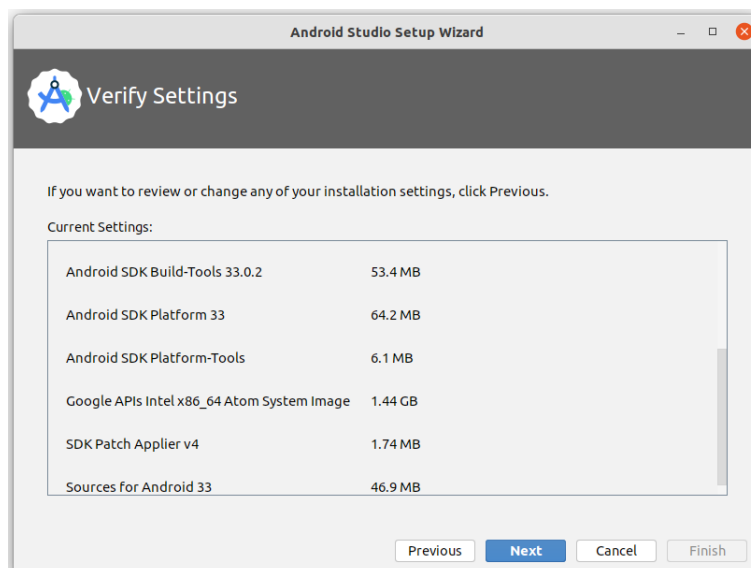 Android Studio Setup Wizard
Verify Settings
If you want to review or change any of your installation settings, click Previous.
Current Settings:
Android SDK Build-Tools 33.0.2 53.4 MB
Android SDK Platform 33 64.2 MB
Android SDK Platform-Tools 6.1 MB
Google APIs Intel x86_64 Atom System Image 1.44 GB
SDK Patch Applier v4 1.74 MB
Sources for Android 33 46.9 MB
Previous Next Cancel Finish